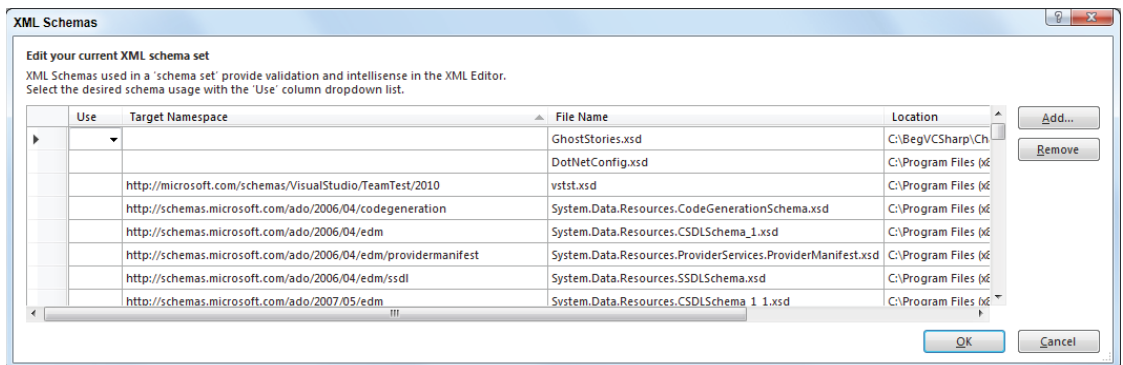 XML Schemas
Edit your current XML schema set
XML Schemas used in a 'schema set' provide validation and intellisense in the XML Editor.
Select the desired schema usage with the 'Use' column dropdown list.
Use Target Namespace File Name Location
GhostStories.xsd C:\BegVCSharp\Ch
DotNetConfig.xsd C:\Program Files (x8
http://microsoft.com/schemas/VisualStudio/TeamTest/2010 vstst.xsd C:\Program Files (x8
http://schemas.microsoft.com/ado/2006/04/codegeneration System.Data.Resources.CodeGenerationSchema.xsd C:\Program Files (x8
http://schemas.microsoft.com/ado/2006/04/edm System.Data.Resources.CSDLSchema_1.xsd C:\Program Files (x8
http://schemas.microsoft.com/ado/2006/04/edm/providermanifest System.Data.Resources.ProviderServices.ProviderManifest.xsd C:\Program Files (x8
http://schemas.microsoft.com/ado/2006/04/edm/ssdl System.Data.Resources.SSDLSchema.xsd C:\Program Files (x8
http://schemas.microsoft.com/ado/2007/05/edm System.Data.Resources.CSDLSchema_1_1.xsd C:\Program Files (x8
Add...
Remove
OK Cancel